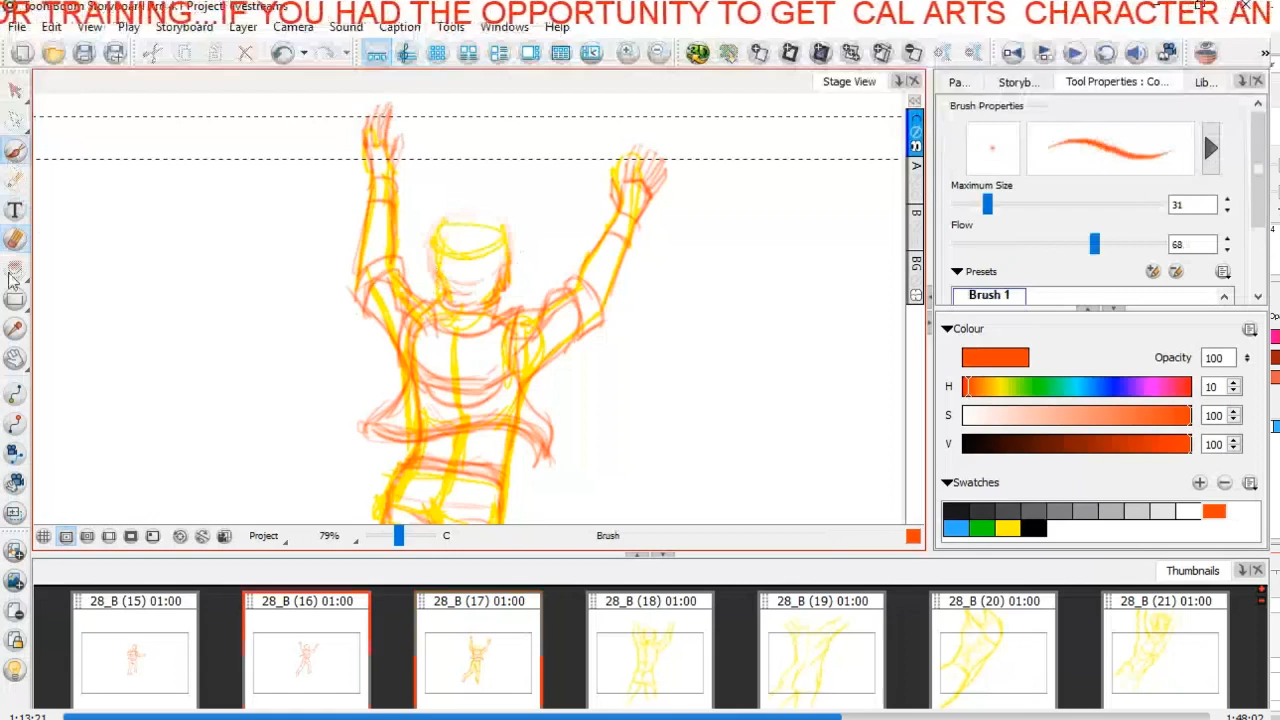 IF YOU HAD THE OPPORTUNITY TO GET CAL ARTS CHARACTER AN
File Edit View Play Storyboard Layer Camera Sound Caption Tools Windows Help
Stage View
Pa... Storyb... Tool Properties : Co... Lib...
Brush Properties
Maximum Size
31
Flow
68
Presets
Brush 1
A
B
BG
Colour
Opacity 100
H 10
S 100
V 100
Swatches
Project 79% C Brush
Thumbnails
28_B (15) 01:00 28_B (16) 01:00 28_B (17) 01:00 28_B (18) 01:00 28_B (19) 01:00 28_B (20) 01:00 28_B (21) 01:00
1:13:21 1:48:02